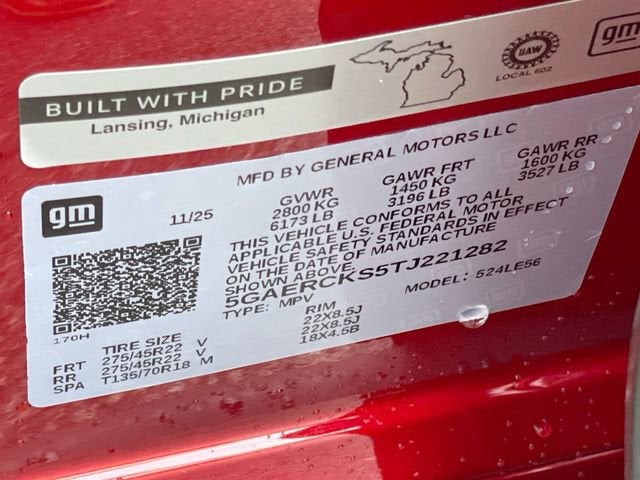 BUILT WITH PRIDE
Lansing, Michigan
UAW
LOCAL 602
gm
MFD BY GENERAL MOTORS LLC
gm
11/25
GVWR
2800 KG
6173 LB
GAWR FRT
1450 KG
3196 LB
GAWR RR
1600 KG
3527 LB
THIS VEHICLE CONFORMS TO ALL
APPLICABLE U.S. FEDERAL MOTOR
VEHICLE SAFETY STANDARDS IN EFFECT
ON THE DATE OF MANUFACTURE
SHOWN ABOVE.
5GAERCKS5TJ221282
TYPE: MPV
MODEL: 524LE56
170H
TIRE SIZE
RIM
FRT 275/45R22 V 22X8.5J
RR 275/45R22 V 22X8.5J
SPA T135/70R18 M 18X4.5B